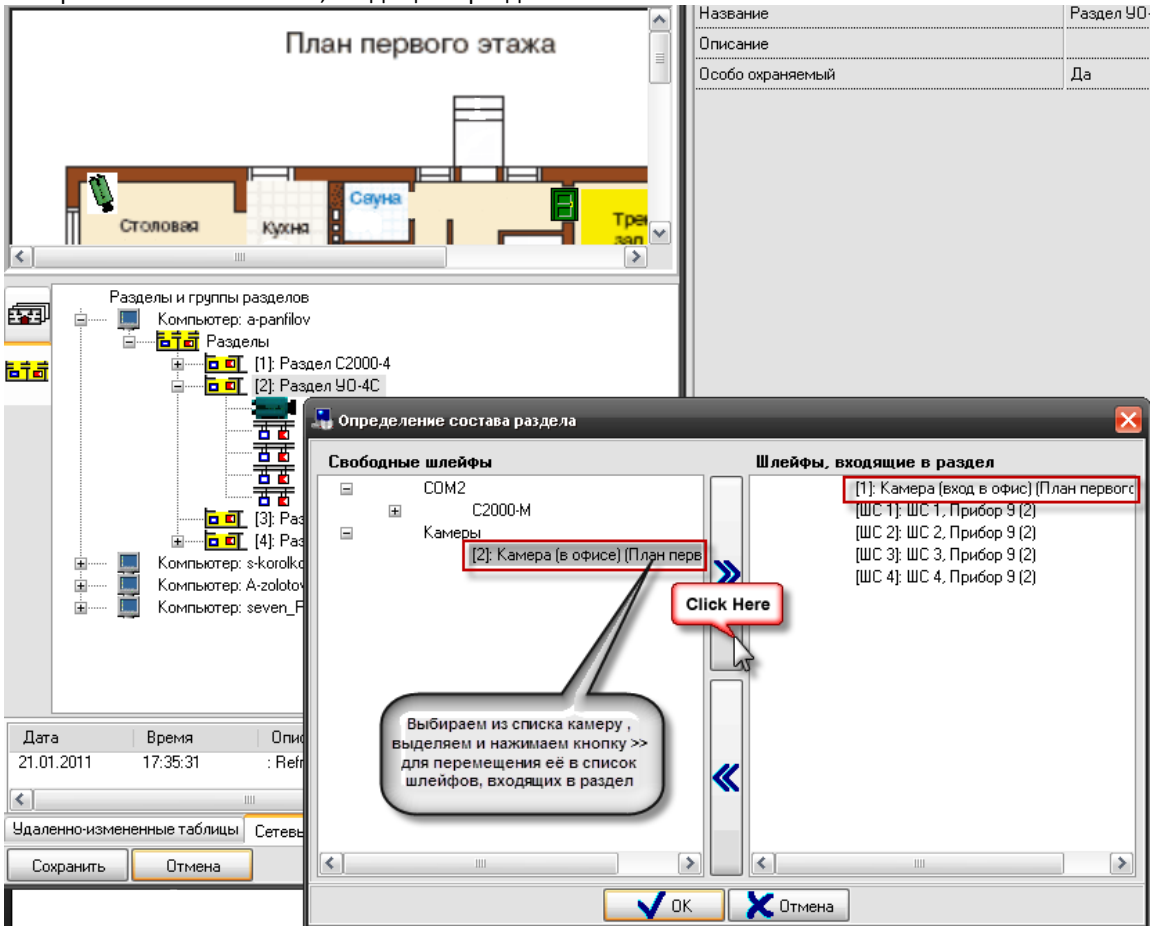 План первого этажа
Столовая
Кухня
Сауна
Название
Раздел УО-
Описание
Особо охраняемый
Да
Разделы и группы разделов
Компьютер: a-panfilov
Разделы
[1]: Раздел С2000-4
[2]: Раздел УО-4С
[3]: Раз
[4]: Раз
Компьютер: s-korolko
Компьютер: A-zolotov
Компьютер: seven_F
Определение состава раздела
Свободные шлейфы
COM2
С2000-М
Камеры
[2]: Камера (в офисе) (План перв
Шлейфы, входящие в раздел
[1]: Камера (вход в офис) (План первого
[ШС 1]: ШС 1, Прибор 9 (2)
[ШС 2]: ШС 2, Прибор 9 (2)
[ШС 3]: ШС 3, Прибор 9 (2)
[ШС 4]: ШС 4, Прибор 9 (2)
>>
Click Here
Выбираем из списка камеру ,
выделяем и нажимаем кнопку >>
для перемещения её в список
шлейфов, входящих в раздел
<<
OK
Отмена
Дата
Время
Опис
21.01.2011
17:35:31
: Refr
Удаленно-измененные таблицы
Сетевы
Сохранить
Отмена